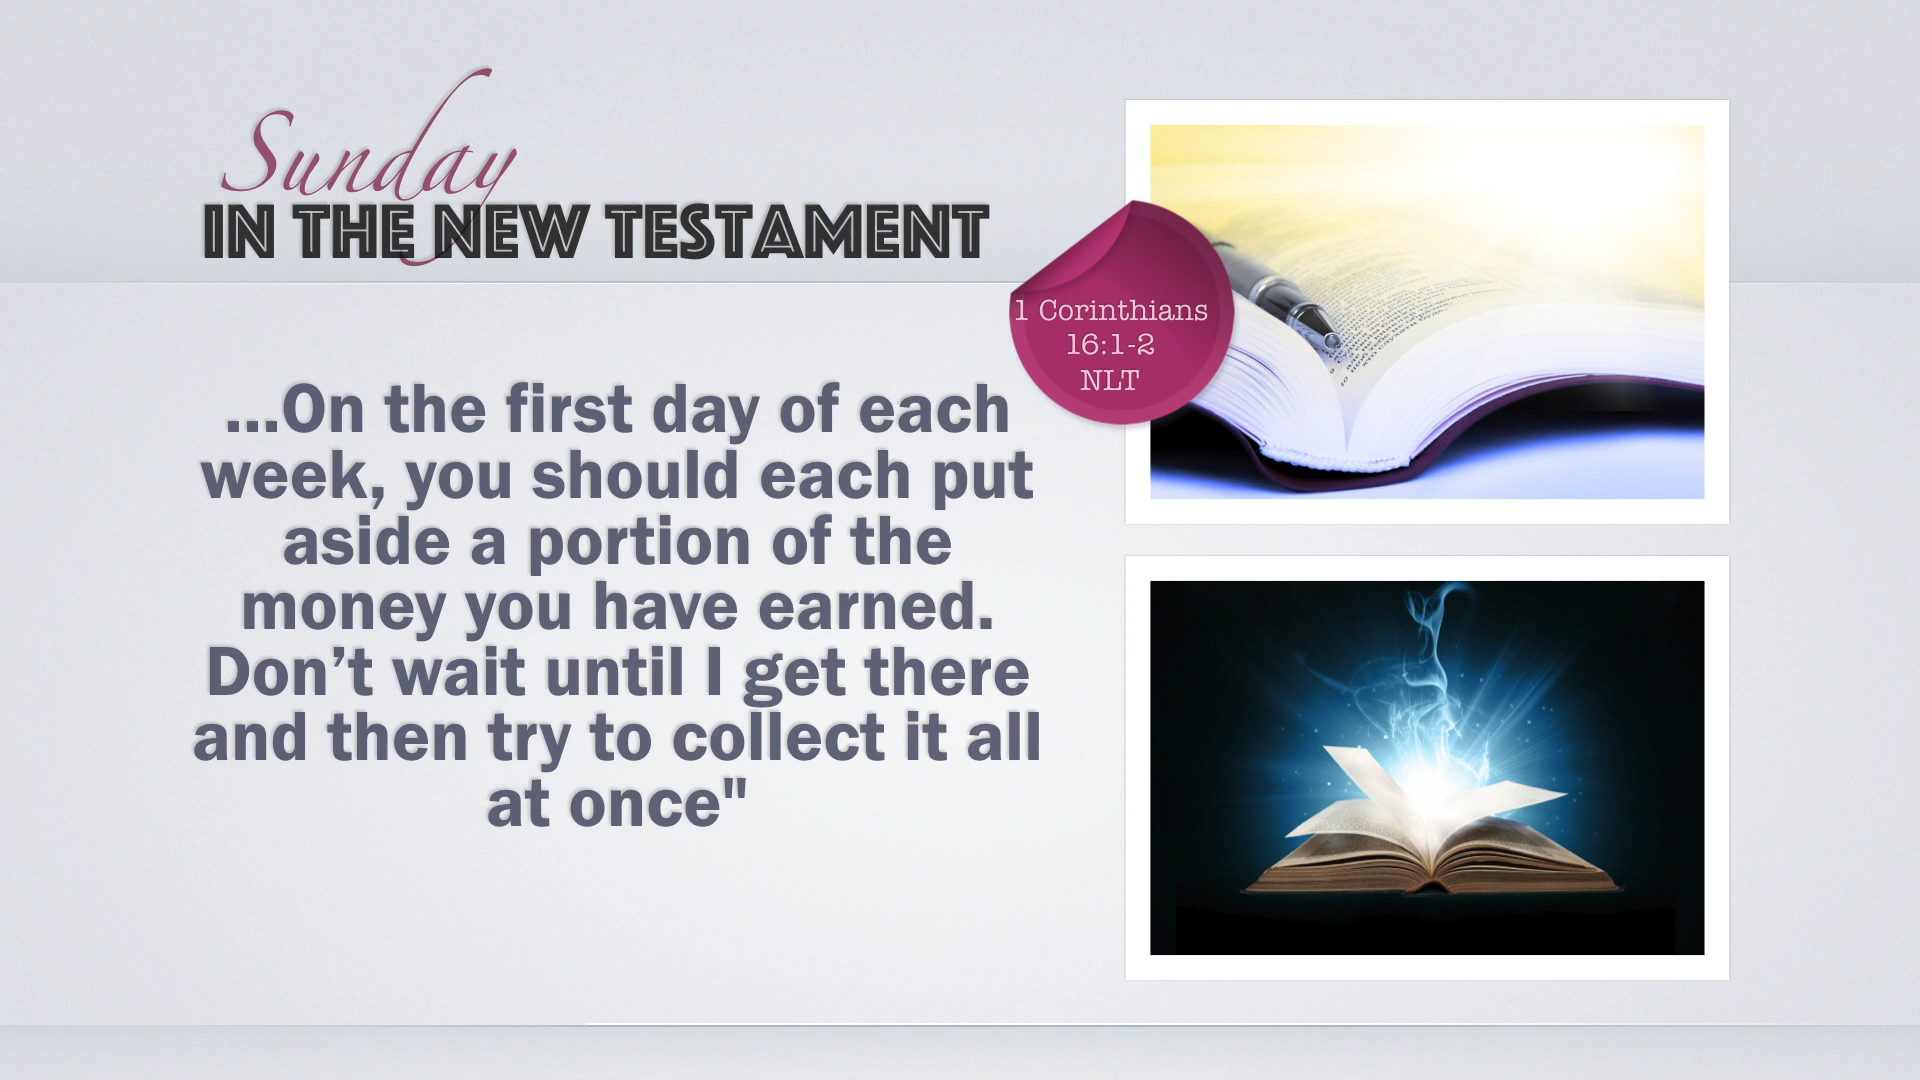 Sunday
IN THE NEW TESTAMENT
1 Corinthians
16:1-2
NLT
...On the first day of each
week, you should each put
aside a portion of the
money you have earned.
Don’t wait until I get there
and then try to collect it all
at once"